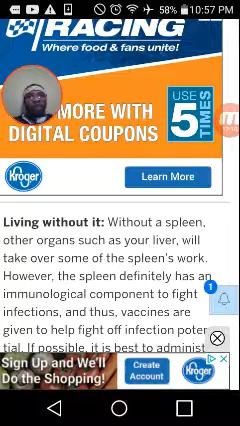 58% 10:57 PM
RACING
Where food & fans unite!
MORE WITH
DIGITAL COUPONS
USE
5
TIMES
Kroger
Learn More
Living without it: Without a spleen,
other organs such as your liver, will
take over some of the spleen's work.
However, the spleen definitely has an
immunological component to fight
infections, and thus, vaccines are
given to help fight off infection poten
tial. If possible, it is best to administ
1
Sign Up and We'll
Do the Shopping!
Create
Account
Kroger